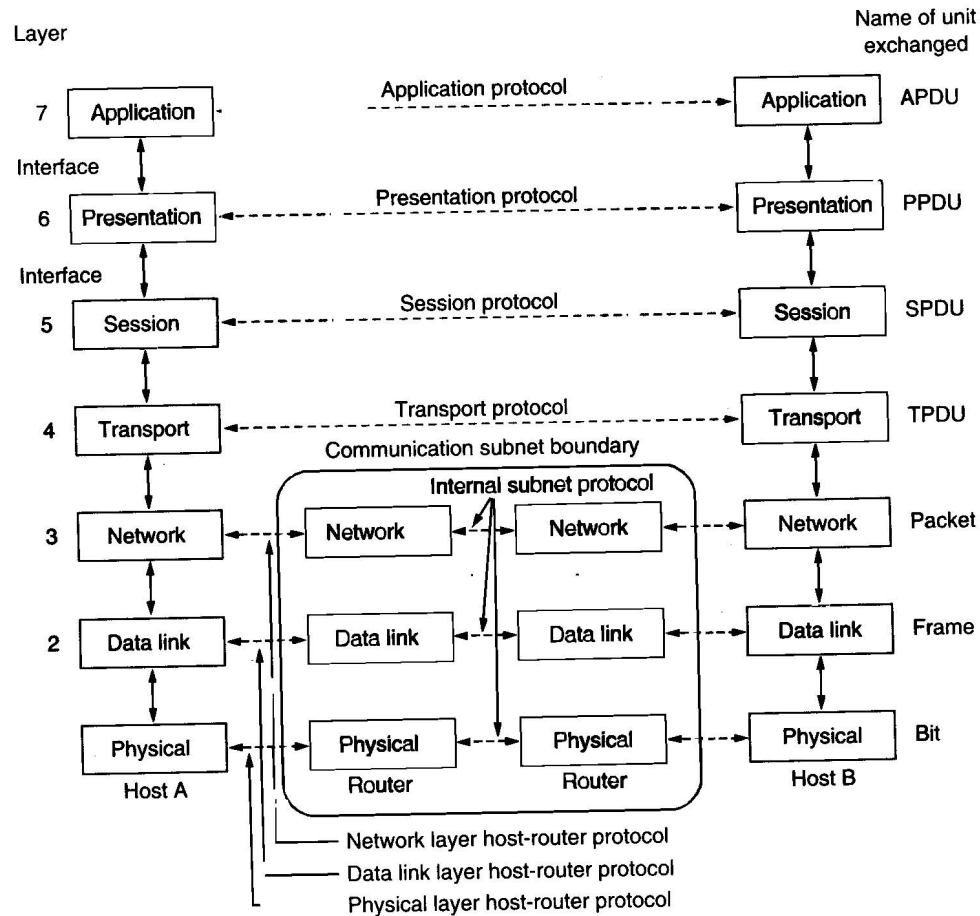 Layer
Name of unit
exchanged
Application protocol
7 Application Application APDU
Interface
Presentation protocol
6 Presentation Presentation PPDU
Interface
Session protocol
5 Session Session SPDU
Transport protocol
4 Transport Transport TPDU
Communication subnet boundary
Internal subnet protocol
3 Network Network Network Network Packet
2 Data link Data link Data link Data link Frame
Physical Physical Physical Physical Bit
Host A Router Router Host B
Network layer host-router protocol
Data link layer host-router protocol
Physical layer host-router protocol